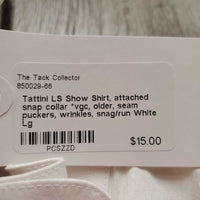 The Tack Collector
850029-66
Tattini LS Show Shirt, attached
snap collar *vgc, older, seam
puckers, wrinkles, snag/run White
Lg
$15.00
PCSZZD